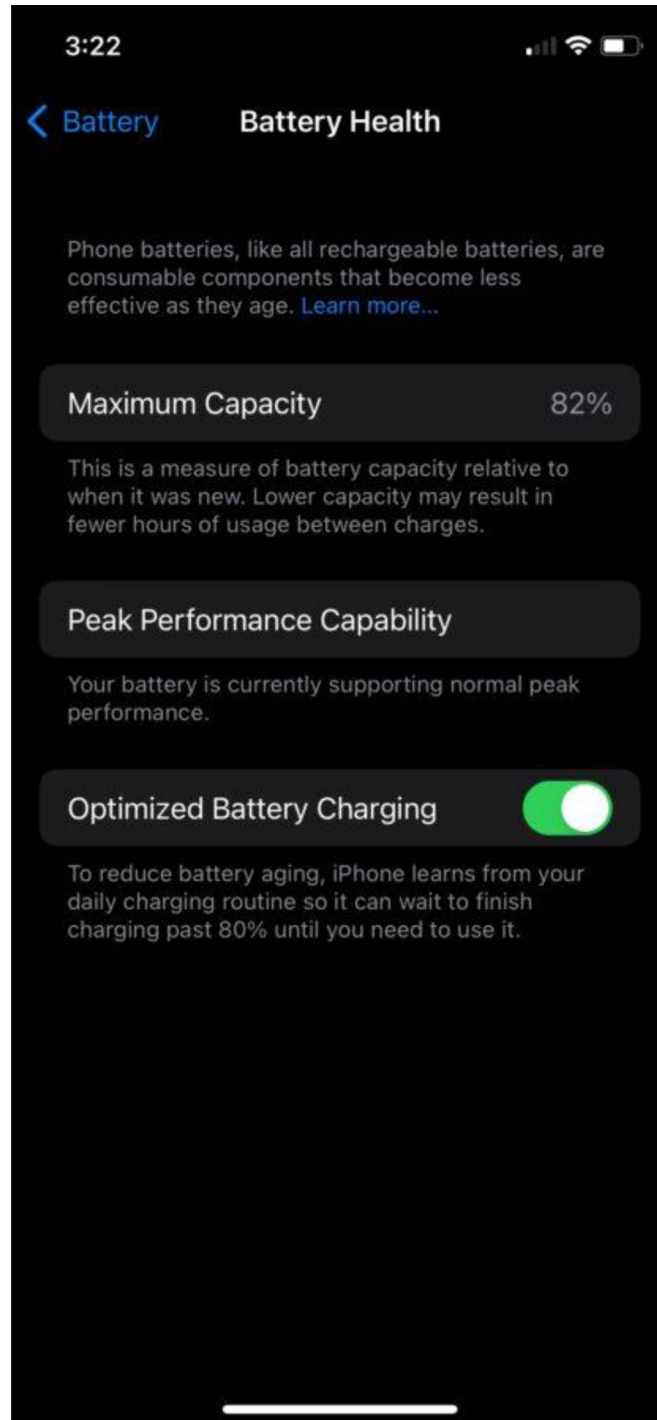 3:22
Battery
Battery Health
Phone batteries, like all rechargeable batteries, are
consumable components that become less
effective as they age. Learn more...
Maximum Capacity 82%
This is a measure of battery capacity relative to
when it was new. Lower capacity may result in
fewer hours of usage between charges.
Peak Performance Capability
Your battery is currently supporting normal peak
performance.
Optimized Battery Charging
To reduce battery aging, iPhone learns from your
daily charging routine so it can wait to finish
charging past 80% until you need to use it.